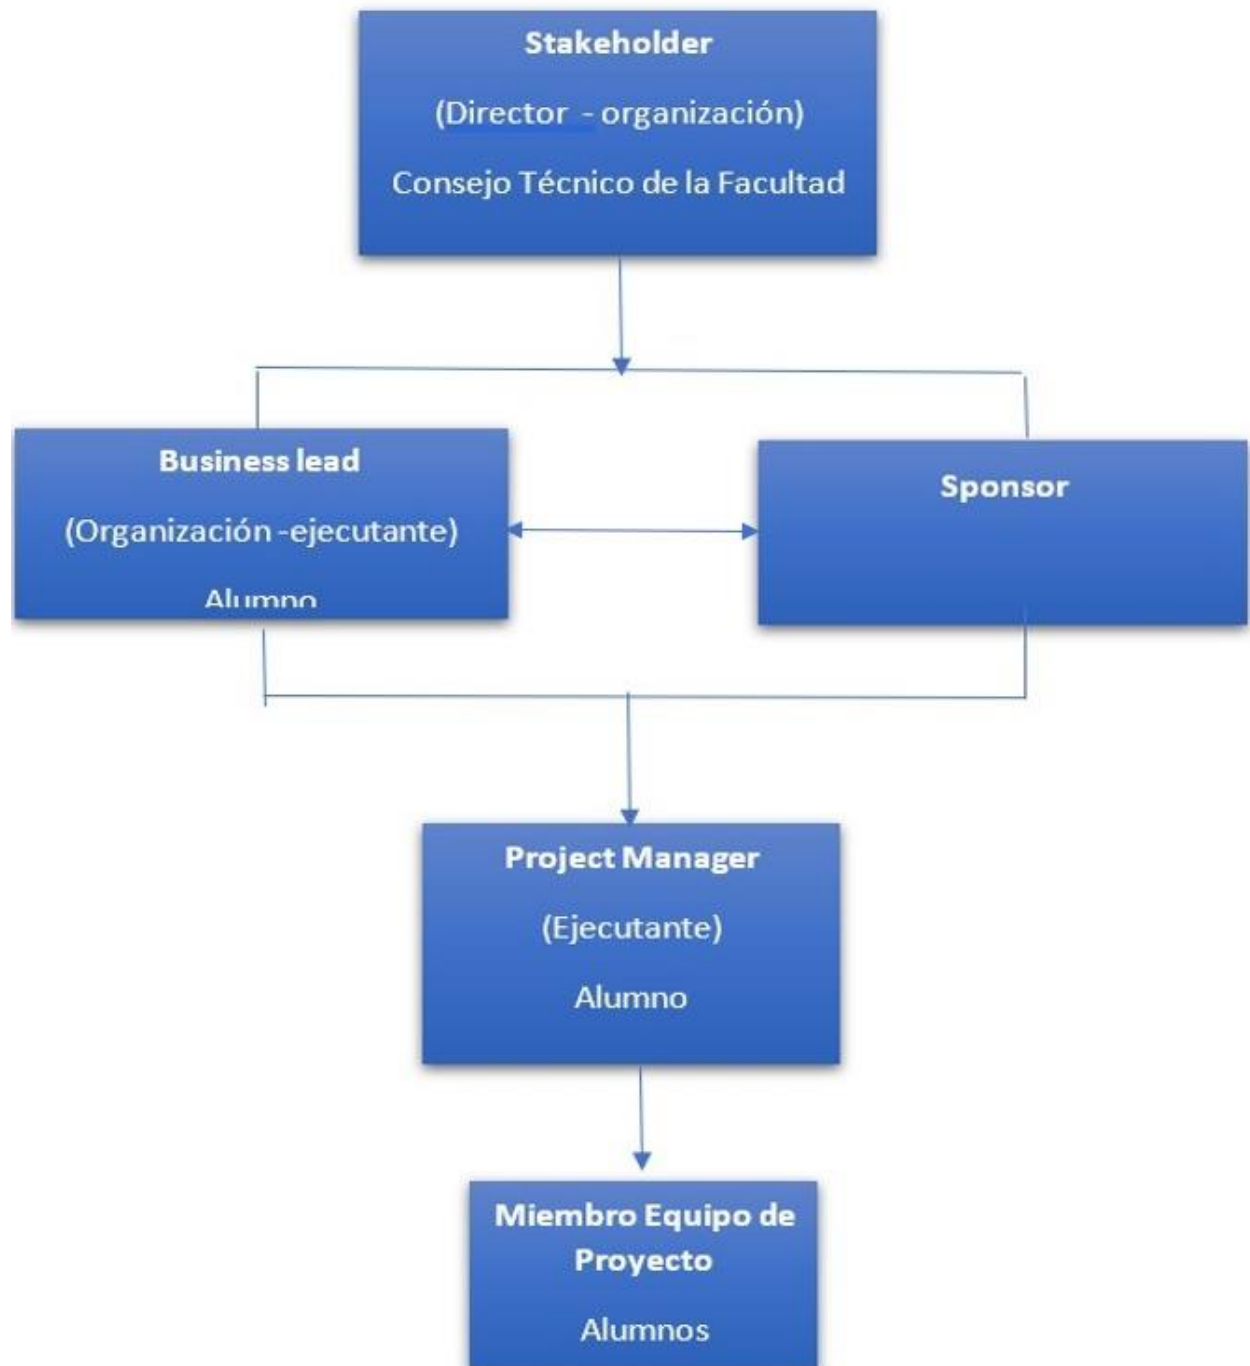 Stakeholder
(Director - organización)
Consejo Técnico de la Facultad
Business lead
(Organización -ejecutante)
Alumno
Sponsor
Project Manager
(Ejecutante)
Alumno
Miembro Equipo de
Proyecto
Alumnos